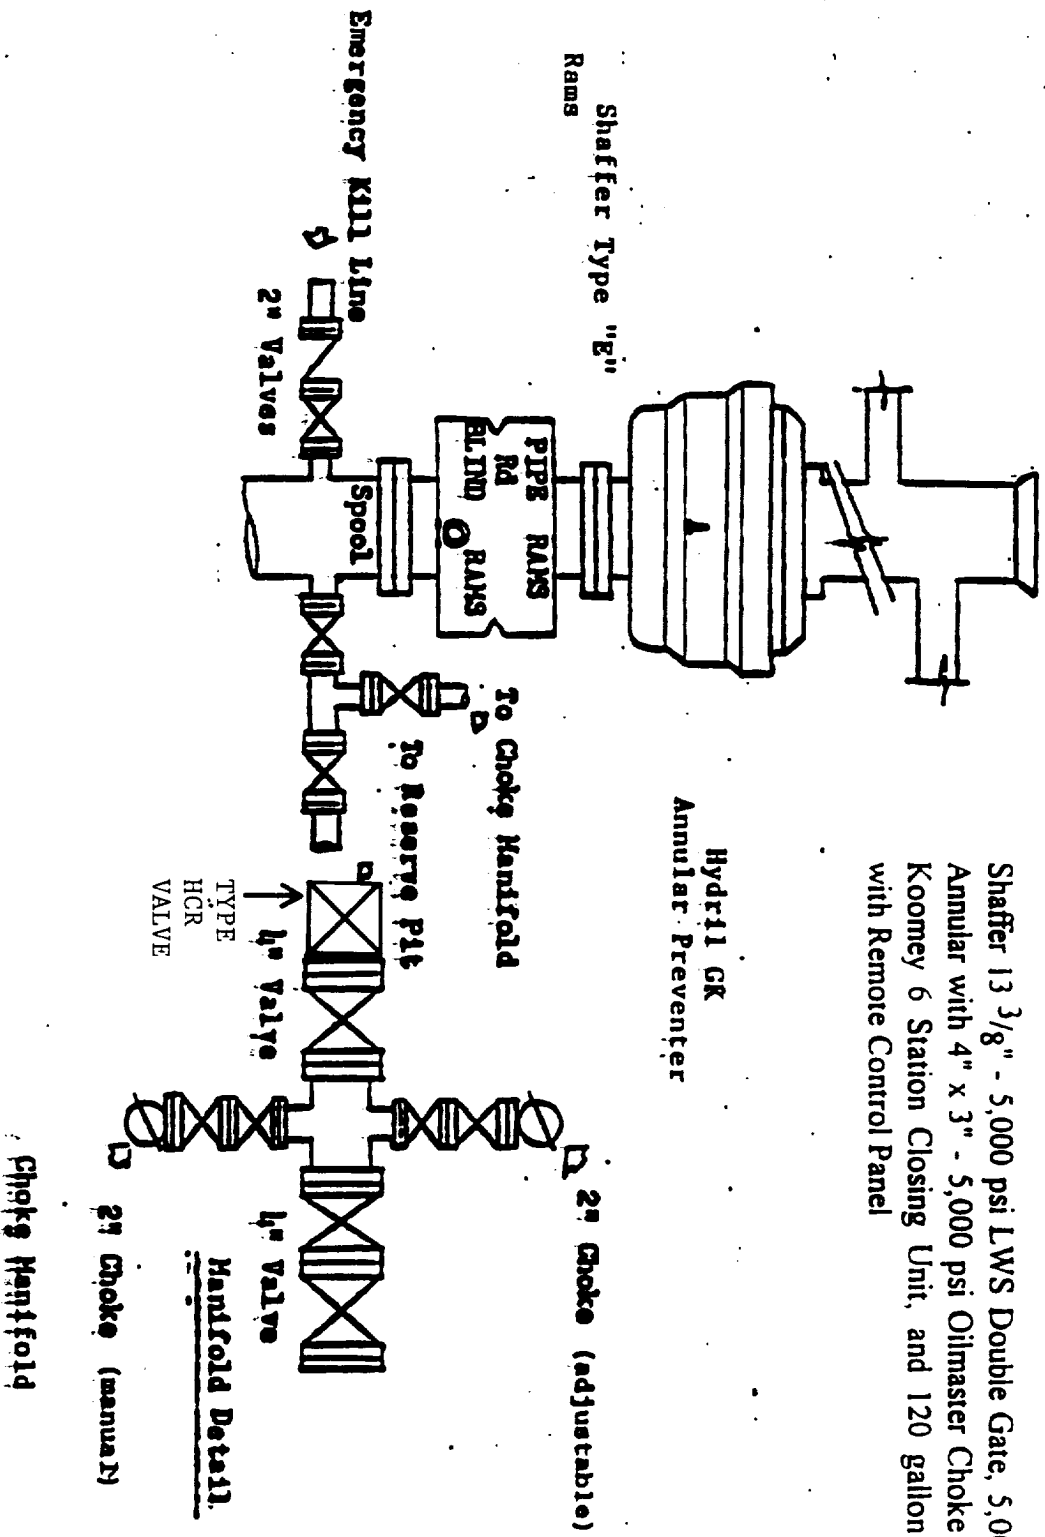 Shaffer 13 3/8" - 5,000 psi LWS Double Gate, 5,00
Annular with 4" x 3" - 5,000 psi Oilmaster Choke
Koomey 6 Station Closing Unit, and 120 gallon
with Remote Control Panel
Hydril GK
Annular Preventer
Shaffer Type "E"
Rams
PIPE RAMS
Rd
BLIND RAMS
Spool
Emergency Kill Line
2" Valves
To Choke Manifold
To Reserve Pit
TYPE
HCR
VALVE
4" Valve
2" Choke (adjustable)
4" Valve
Manifold Detail
2" Choke (manual)
Choke Manifold